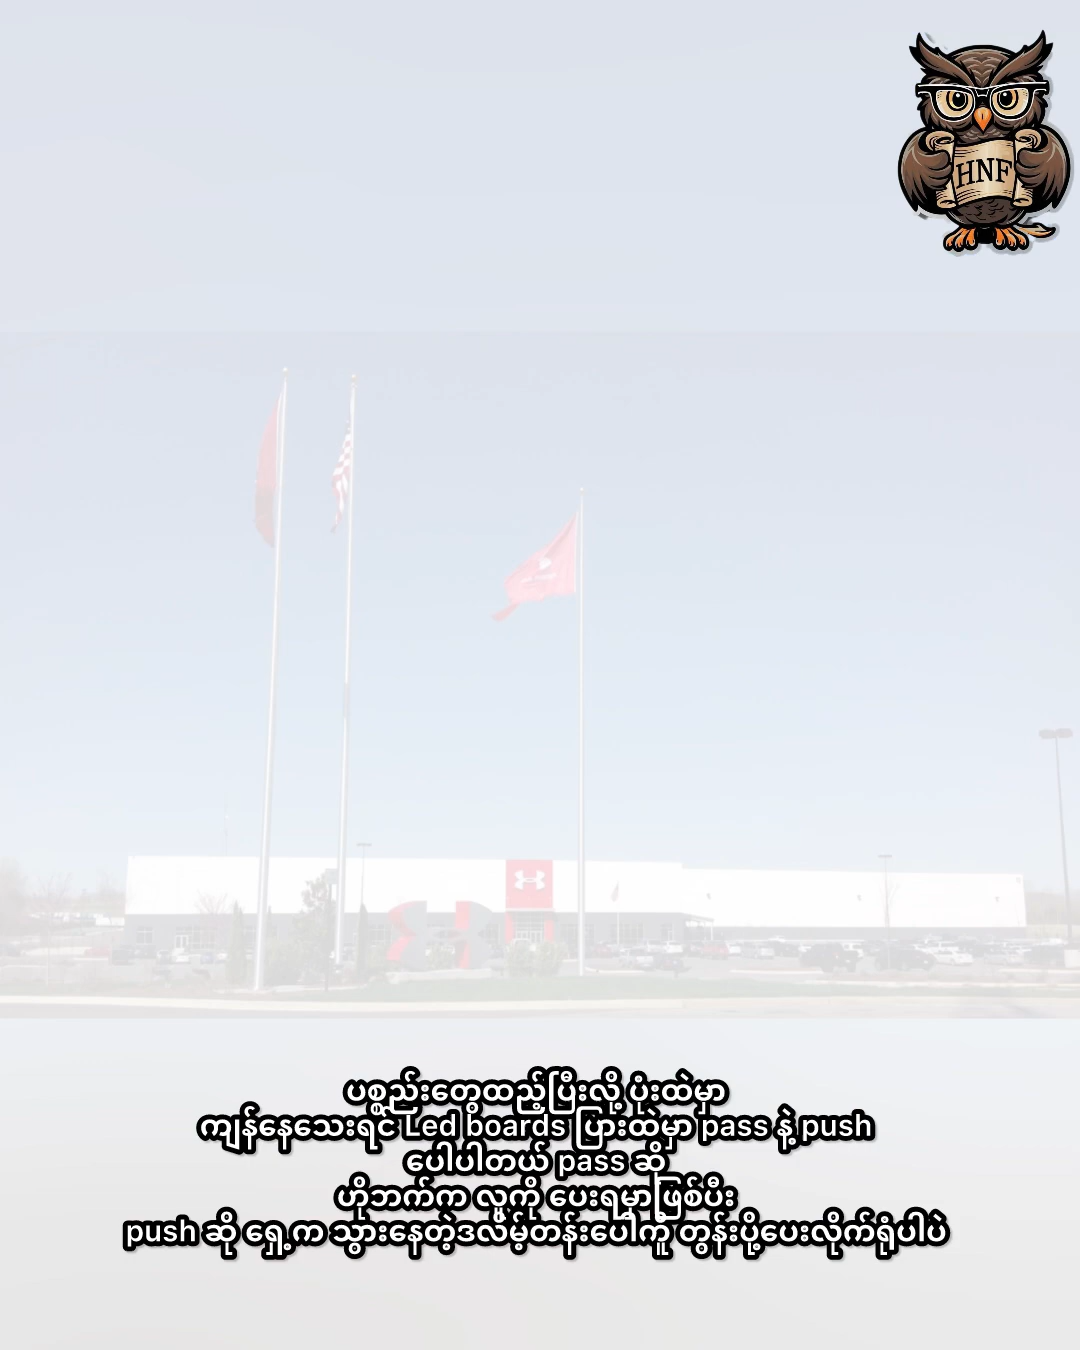 HNF
ပစ္စည်းတွေထည့်ပြီးလို့ ပုံးထဲမှာ
ကျန်နေသေးရင် Led boards ပြားထဲမှာ pass နဲ့ push
ပေါ်ပါတယ် pass ဆို
ဟိုဘက်က လူကို ပေးရမှာဖြစ်ပြီး
push ဆို ရှေ့က သွားနေတဲ့ဒလိမ့်တန်းပေါ်ကို တွန်းပို့ပေးလိုက်ရုံပါပဲ